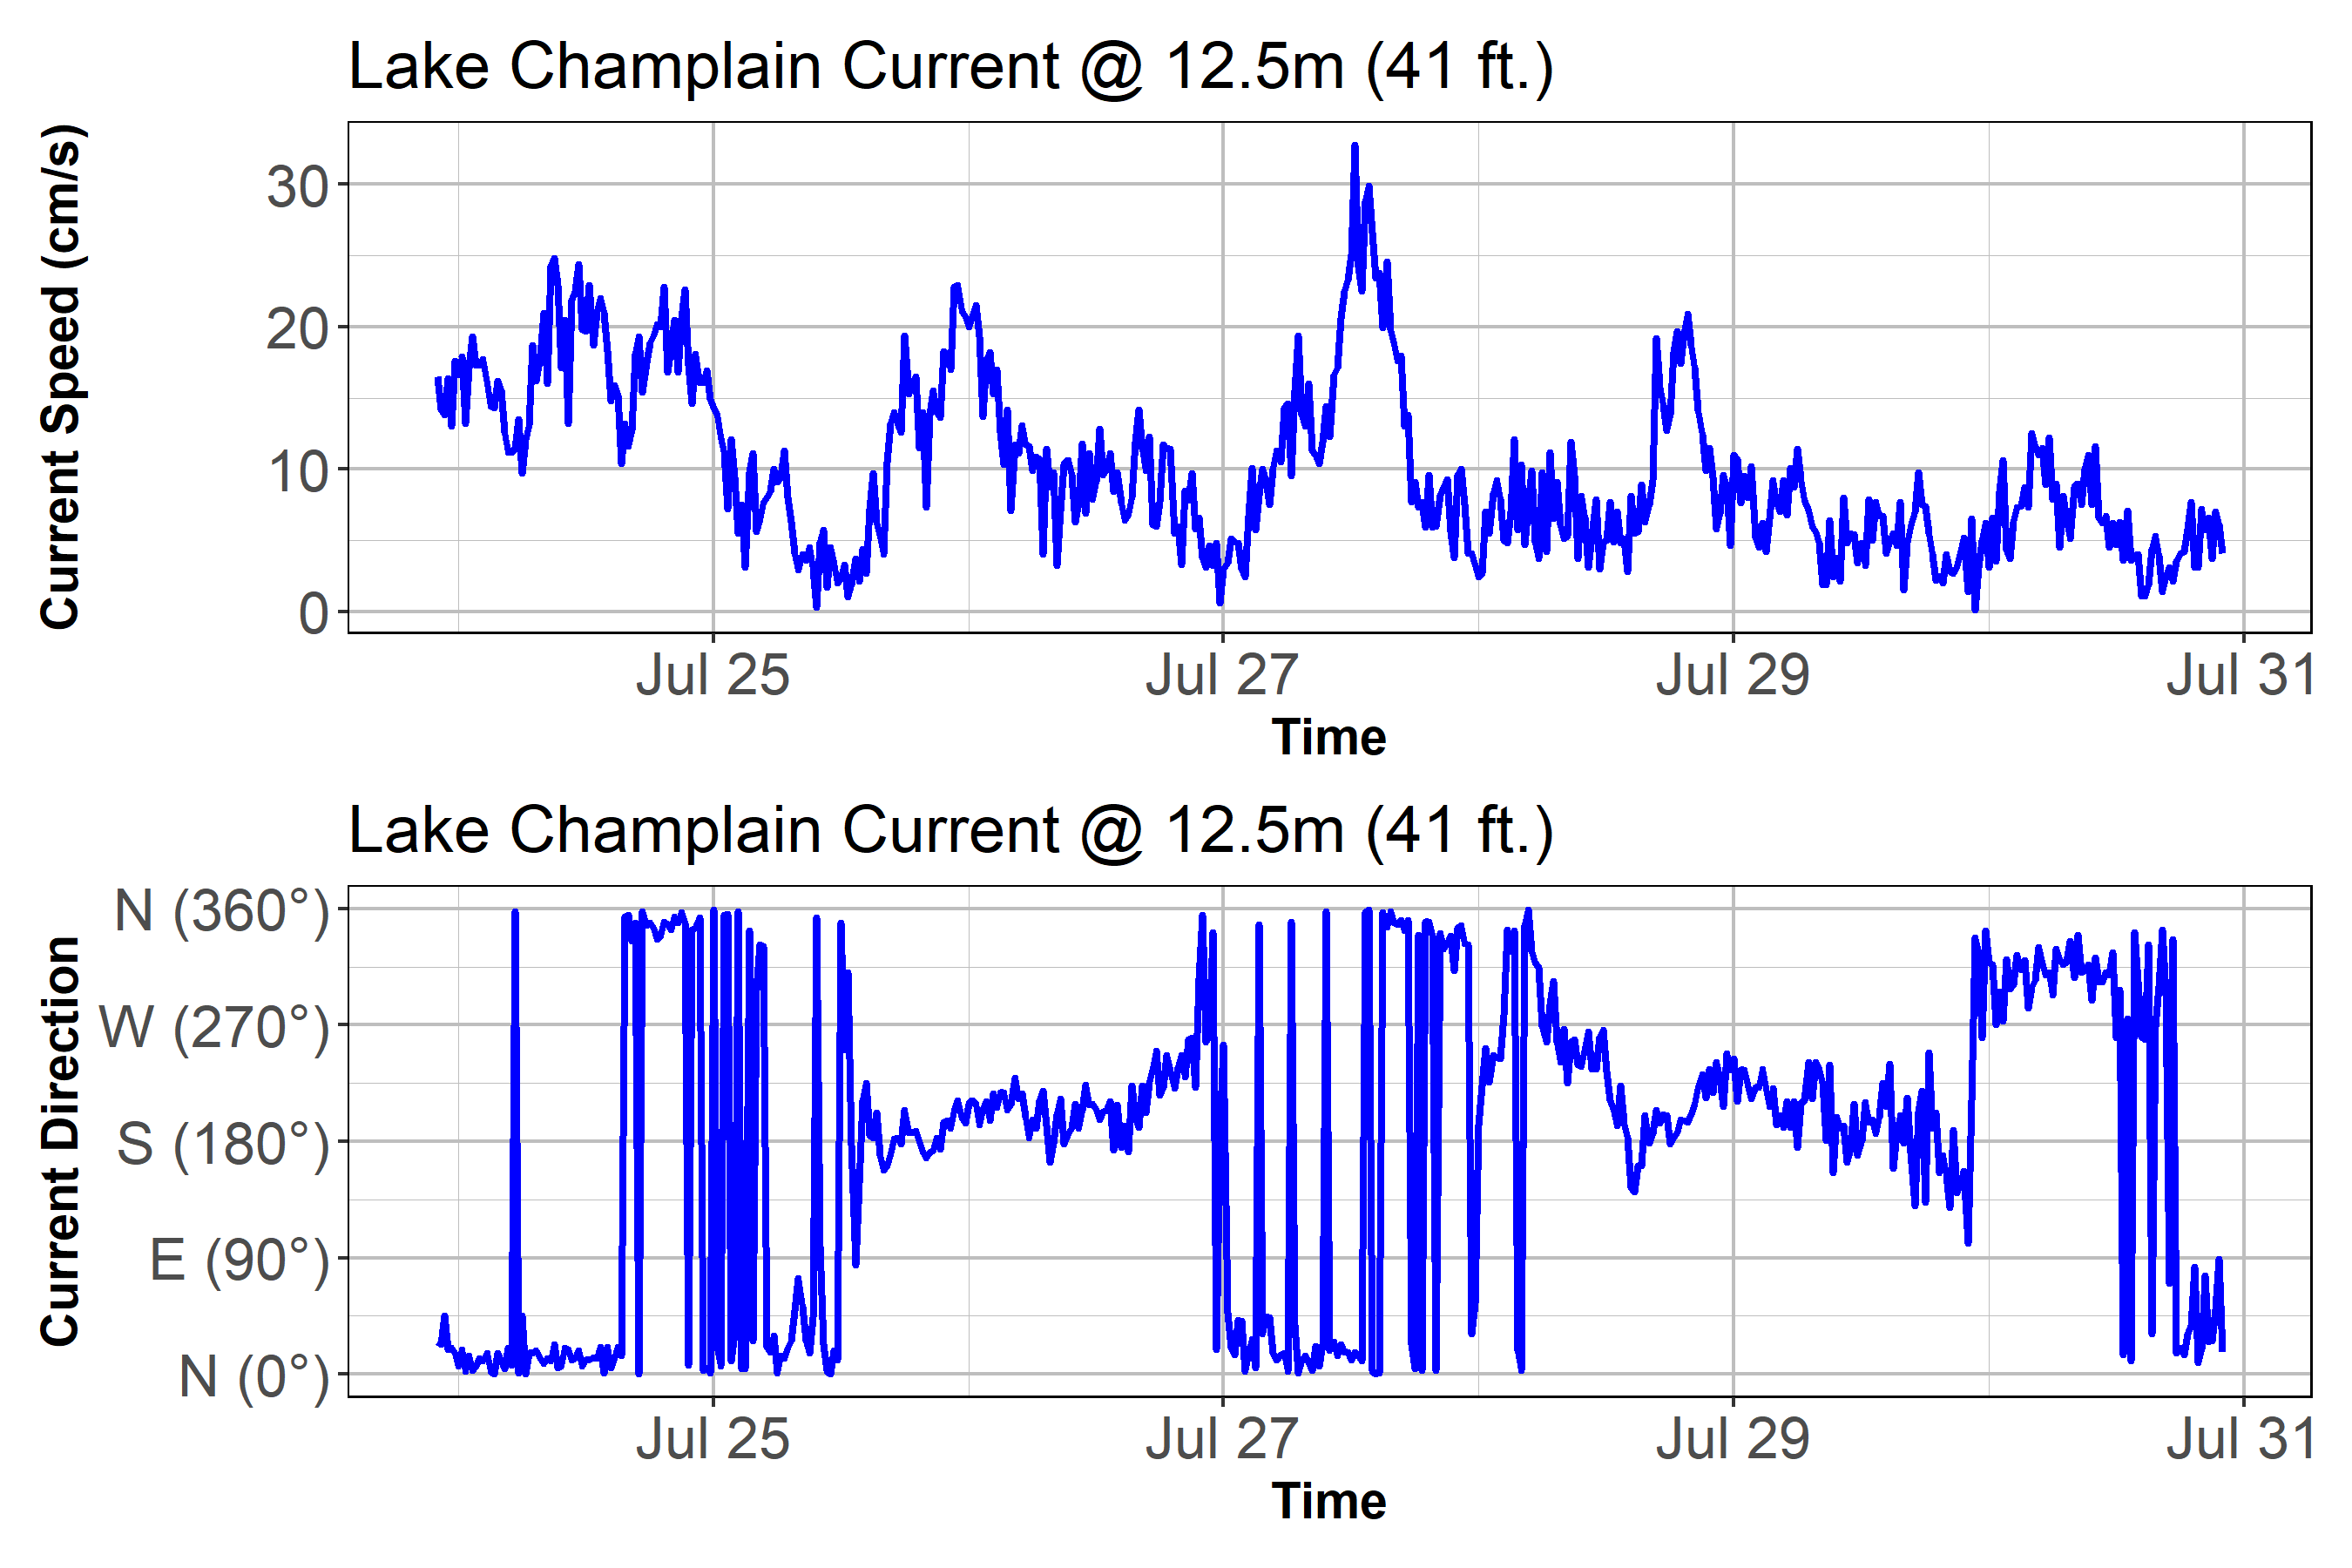 Lake Champlain Current @ 12.5m (41 ft.)
Current Speed (cm/s)
30
20
10
0
Jul 25 Jul 27 Jul 29 Jul 31
Time
Lake Champlain Current @ 12.5m (41 ft.)
Current Direction
N (360°)
W (270°)
S (180°)
E (90°)
N (0°)
Jul 25 Jul 27 Jul 29 Jul 31
Time